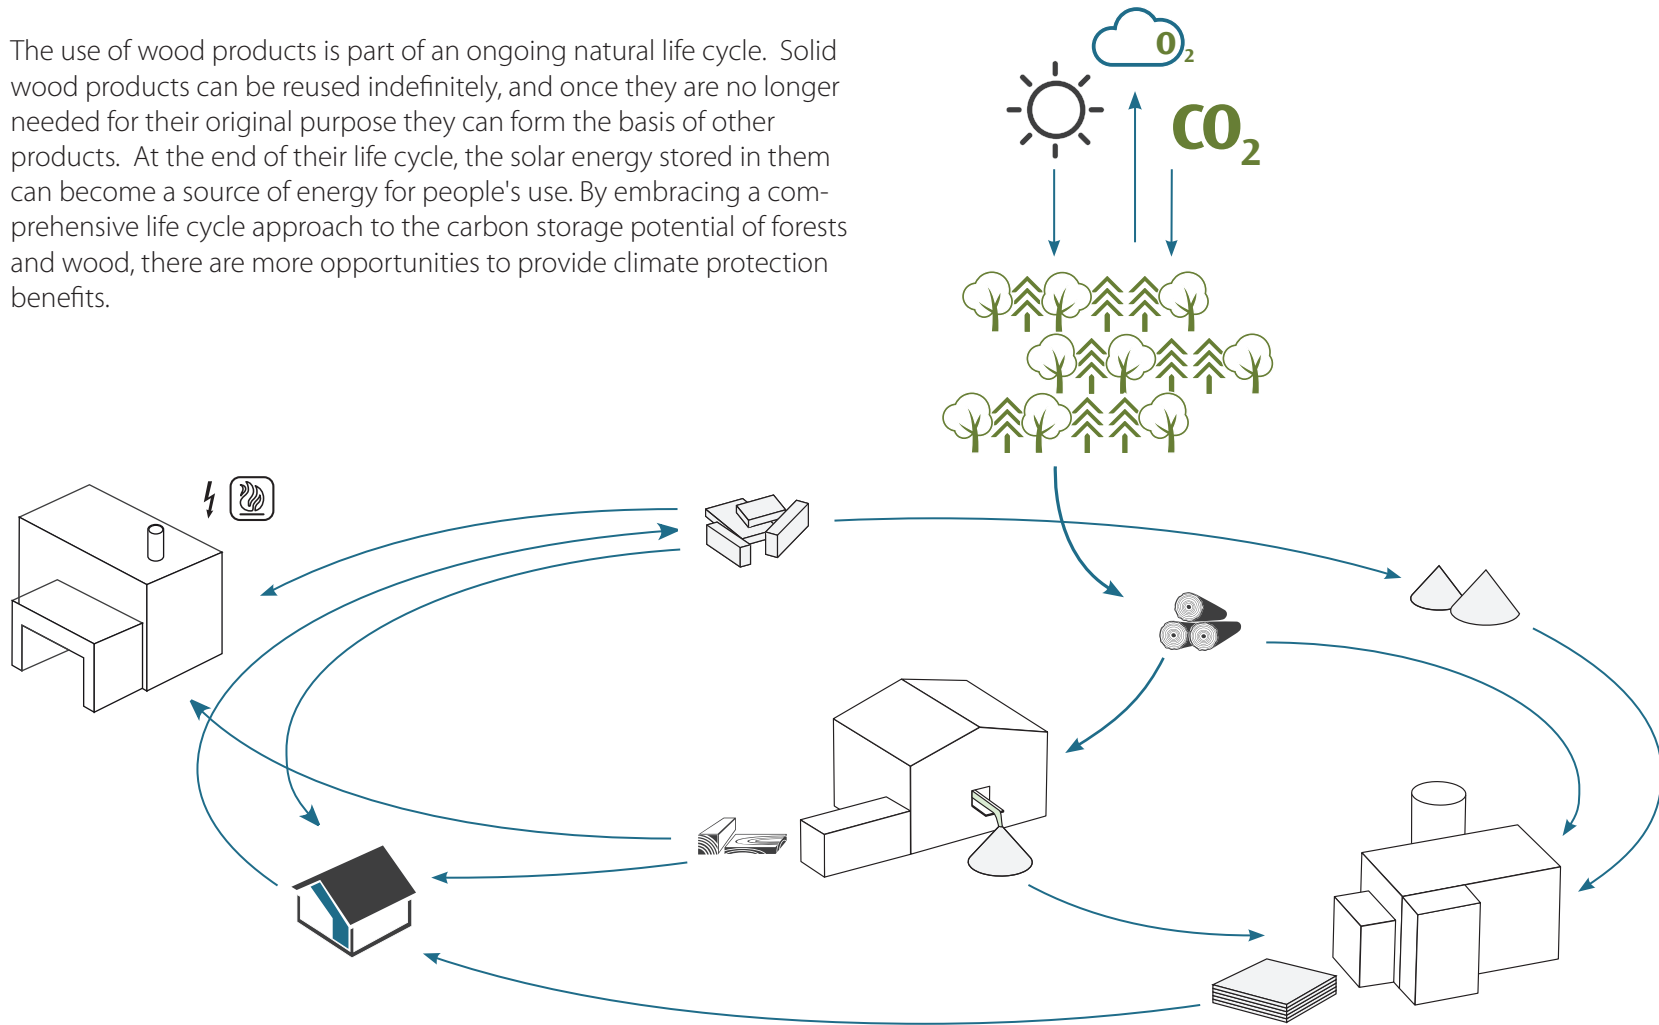 The use of wood products is part of an ongoing natural life cycle.  Solid
wood products can be reused indefinitely, and once they are no longer
needed for their original purpose they can form the basis of other
products.  At the end of their life cycle, the solar energy stored in them
can become a source of energy for people's use. By embracing a com-
prehensive life cycle approach to the carbon storage potential of forests
and wood, there are more opportunities to provide climate protection
benefits.
O₂
CO₂